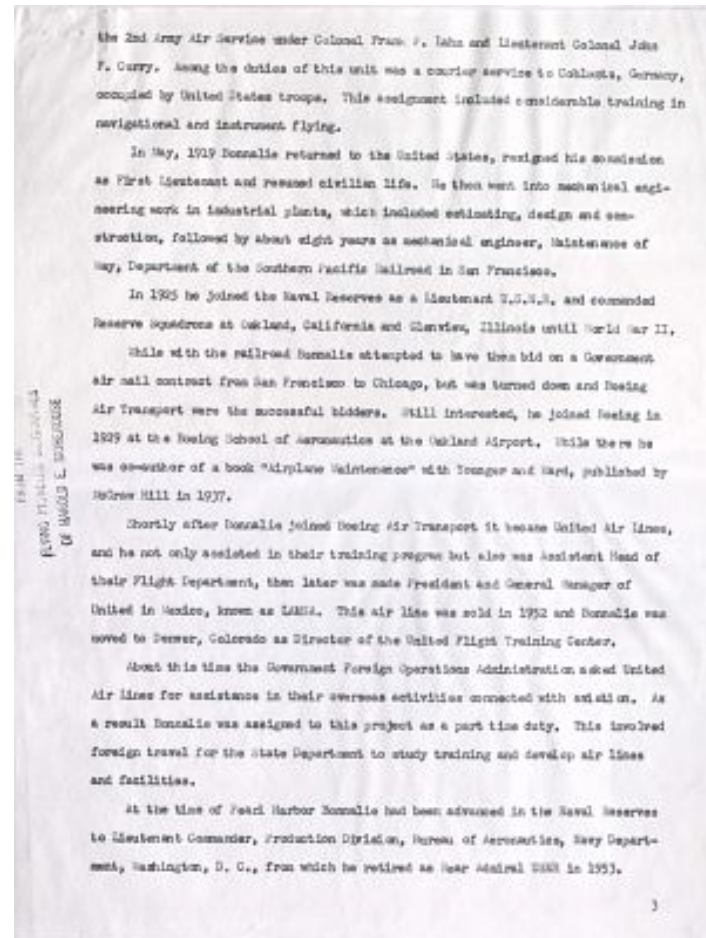 the 2nd Army Air Service under Colonel Frank P. Lahm and Lieutenant Colonel John
F. Curry. Among the duties of this unit was a courier service to Coblentz, Germany,
occupied by United States troops. This assignment included considerable training in
navigational and instrument flying.
In May, 1919 Bonnalie returned to the United States, resigned his commission
as First Lieutenant and resumed civilian life. He then went into mechanical engi-
neering work in industrial plants, which included estimating, design and con-
struction, followed by about eight years as mechanical engineer, Maintenance of
Way, Department of the Southern Pacific Railroad in San Francisco.
In 1925 he joined the Naval Reserves as a Lieutenant U.S.N.R. and commanded
Reserve Squadrons at Oakland, California and Glenview, Illinois until World War II.
While with the railroad Bonnalie attempted to have them bid on a Government
air mail contract from San Francisco to Chicago, but was turned down and Boeing
Air Transport were the successful bidders. Still interested, he joined Boeing in
1929 at the Boeing School of Aeronautics at the Oakland Airport. While there he
was co-author of a book "Airplane Maintenance" with Younger and Ward, published by
McGraw Hill in 1937.
Shortly after Bonnalie joined Boeing Air Transport it became United Air Lines,
and he not only assisted in their training program but also was Assistant Head of
their Flight Department, then later was made President and General Manager of
United in Mexico, known as LAMSA. This air line was sold in 1952 and Bonnalie was
moved to Denver, Colorado as Director of the United Flight Training Center.
About this time the Government Foreign Operations Administration asked United
Air Lines for assistance in their overseas activities connected with aviation. As
a result Bonnalie was assigned to this project as a part time duty. This involved
foreign travel for the State Department to study training and develop air lines
and facilities.
At the time of Pearl Harbor Bonnalie had been advanced in the Naval Reserves
to Lieutenant Commander, Production Division, Bureau of Aeronautics, Navy Depart-
ment, Washington, D. C., from which he retired as Rear Admiral USNR in 1953.
3
FROM THE
FLYING
OF HAROLD E. MOREHOUSE